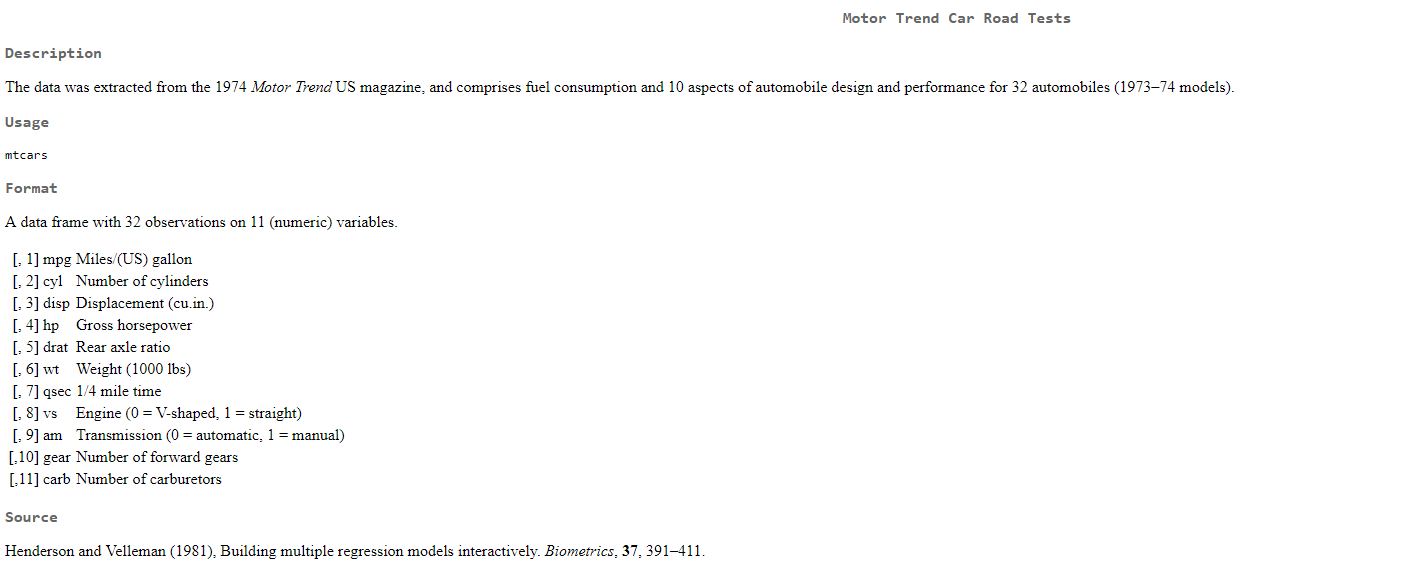 Motor Trend Car Road Tests
Description
The data was extracted from the 1974 Motor Trend US magazine, and comprises fuel consumption and 10 aspects of automobile design and performance for 32 automobiles (1973–74 models).
Usage
mtcars
Format
A data frame with 32 observations on 11 (numeric) variables.
[, 1] mpg Miles/(US) gallon
[, 2] cyl Number of cylinders
[, 3] disp Displacement (cu.in.)
[, 4] hp Gross horsepower
[, 5] drat Rear axle ratio
[, 6] wt Weight (1000 lbs)
[, 7] qsec 1/4 mile time
[, 8] vs Engine (0 = V-shaped, 1 = straight)
[, 9] am Transmission (0 = automatic, 1 = manual)
[,10] gear Number of forward gears
[,11] carb Number of carburetors
Source
Henderson and Velleman (1981), Building multiple regression models interactively. Biometrics, 37, 391–411.